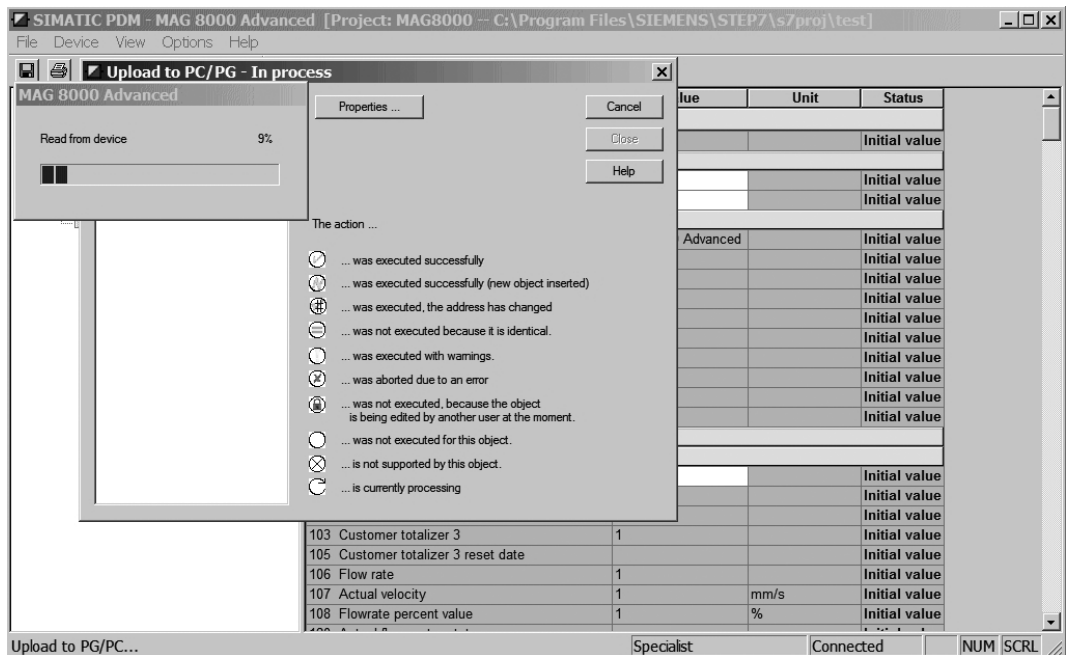 SIMATIC PDM - MAG 8000 Advanced [Project: MAG8000 -- C:\Program Files\SIEMENS\STEP7\s7proj\test]
File Device View Options Help
Upload to PC/PG - In process
MAG 8000 Advanced
Read from device 9%
Properties ...
Cancel
Close
Help
The action ...
... was executed successfully
... was executed successfully (new object inserted)
... was executed, the address has changed
... was not executed because it is identical.
... was executed with warnings.
... was aborted due to an error
... was not executed, because the object
is being edited by another user at the moment.
... was not executed for this object.
... is not supported by this object.
... is currently processing
lue Unit Status
Initial value
Initial value
Initial value
Advanced Initial value
Initial value
Initial value
Initial value
Initial value
Initial value
Initial value
Initial value
Initial value
Initial value
Initial value
Initial value
Initial value
103 Customer totalizer 3 1 Initial value
105 Customer totalizer 3 reset date Initial value
106 Flow rate 1 Initial value
107 Actual velocity 1 mm/s Initial value
108 Flowrate percent value 1 % Initial value
Upload to PG/PC... Specialist Connected NUM SCRL